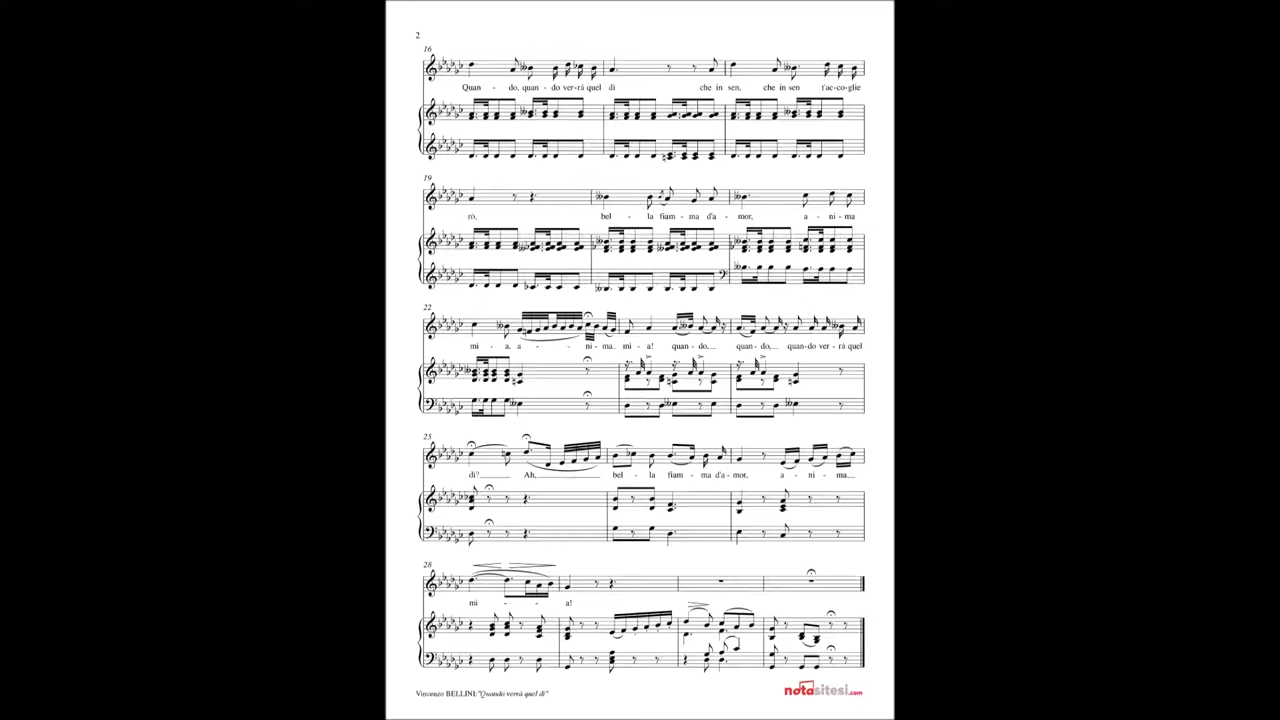 2
16
Quan - do, quan - do ver-rà quel dì che in sen, che in sen t'ac-co-glie
19
rò, bel - la fiam - ma d'a - mor, a - ni - ma
22
mi - a. a - ni - ma mi - a! quan - do, quan - do, quan-do ver-rà quel
25
dì? Ah, bel - la fiam-ma d'a-mor, a - ni - ma
28
mi - - a!
Vincenzo BELLINI: "Quando verrà quel dì"
notasitesi.com